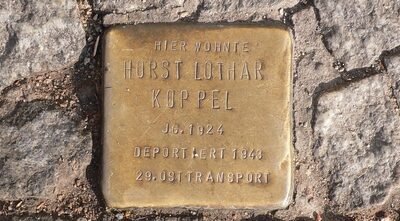 HIER WOHNTE
HORST LOTHAR
KOPPEL
JG. 1924
DEPORTIERT 1943
29. OSTTRANSPORT